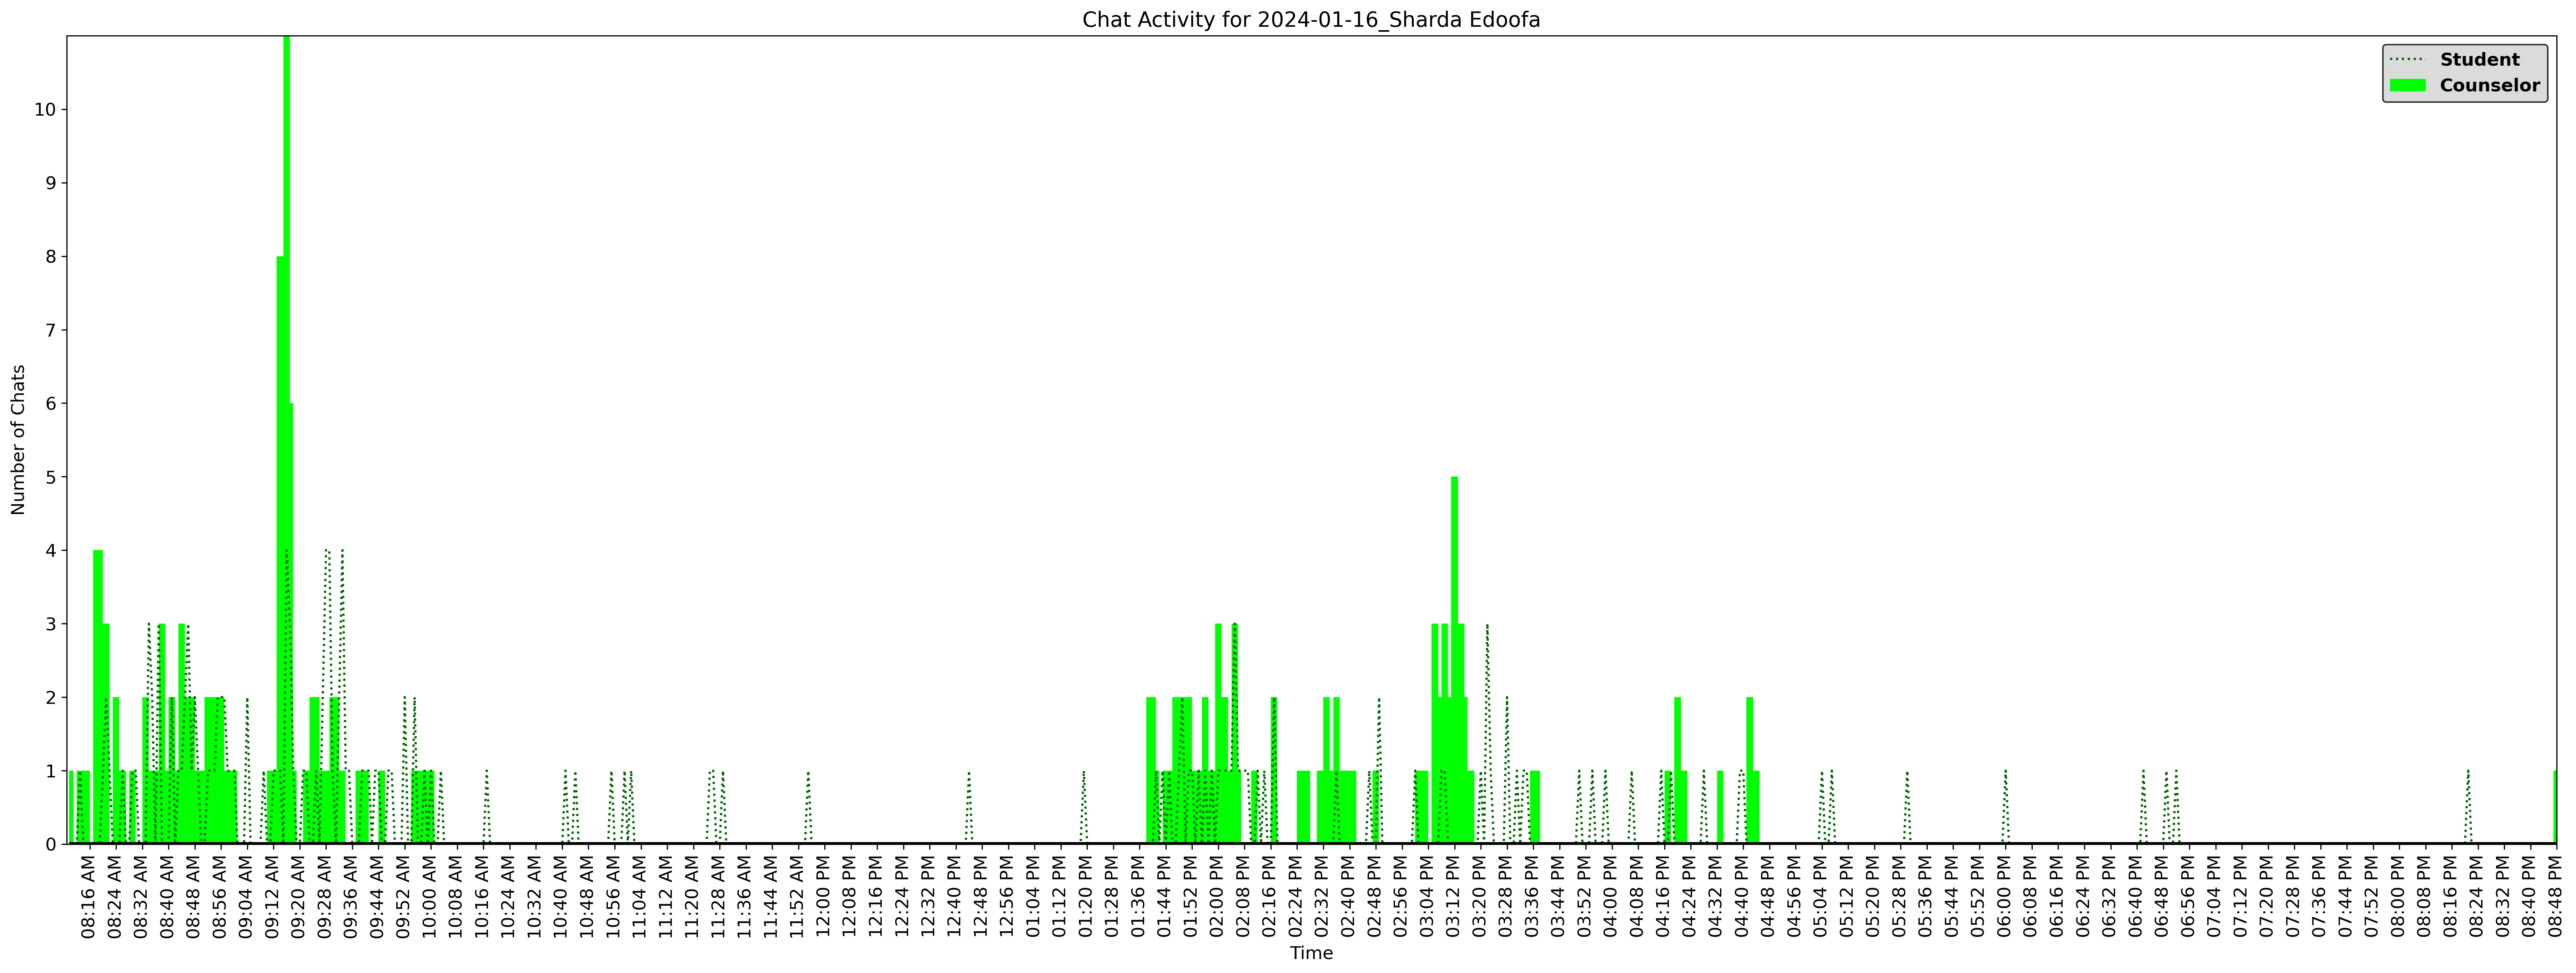 Chat Activity for 2024-01-16_Sharda Edoofa
Student
Counselor
Number of Chats
10
9
8
7
6
5
4
3
2
1
0
08:16 AM
08:24 AM
08:32 AM
08:40 AM
08:48 AM
08:56 AM
09:04 AM
09:12 AM
09:20 AM
09:28 AM
09:36 AM
09:44 AM
09:52 AM
10:00 AM
10:08 AM
10:16 AM
10:24 AM
10:32 AM
10:40 AM
10:48 AM
10:56 AM
11:04 AM
11:12 AM
11:20 AM
11:28 AM
11:36 AM
11:44 AM
11:52 AM
12:00 PM
12:08 PM
12:16 PM
12:24 PM
12:32 PM
12:40 PM
12:48 PM
12:56 PM
01:04 PM
01:12 PM
01:20 PM
01:28 PM
01:36 PM
01:44 PM
01:52 PM
02:00 PM
02:08 PM
02:16 PM
02:24 PM
02:32 PM
02:40 PM
02:48 PM
02:56 PM
03:04 PM
03:12 PM
03:20 PM
03:28 PM
03:36 PM
03:44 PM
03:52 PM
04:00 PM
04:08 PM
04:16 PM
04:24 PM
04:32 PM
04:40 PM
04:48 PM
04:56 PM
05:04 PM
05:12 PM
05:20 PM
05:28 PM
05:36 PM
05:44 PM
05:52 PM
06:00 PM
06:08 PM
06:16 PM
06:24 PM
06:32 PM
06:40 PM
06:48 PM
06:56 PM
07:04 PM
07:12 PM
07:20 PM
07:28 PM
07:36 PM
07:44 PM
07:52 PM
08:00 PM
08:08 PM
08:16 PM
08:24 PM
08:32 PM
08:40 PM
08:48 PM
Time